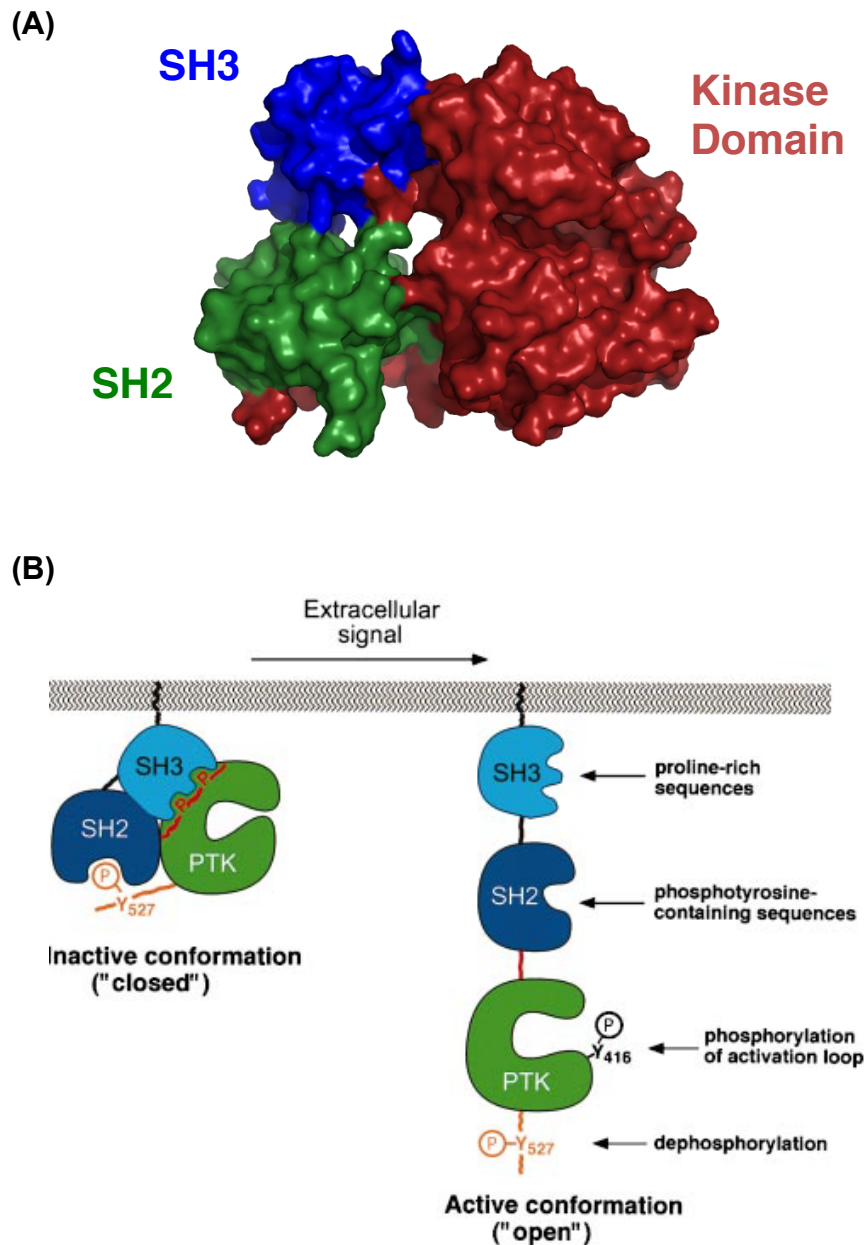 (A)
SH3
Kinase
Domain
SH2
(B)
Extracellular
signal
SH3
P
P
SH2
PTK
P
Y527
Inactive conformation
("closed")
SH3
proline-rich
sequences
SH2
phosphotyrosine-
containing sequences
P
Y416
phosphorylation
of activation loop
PTK
P
Y527
dephosphorylation
Active conformation
("open")